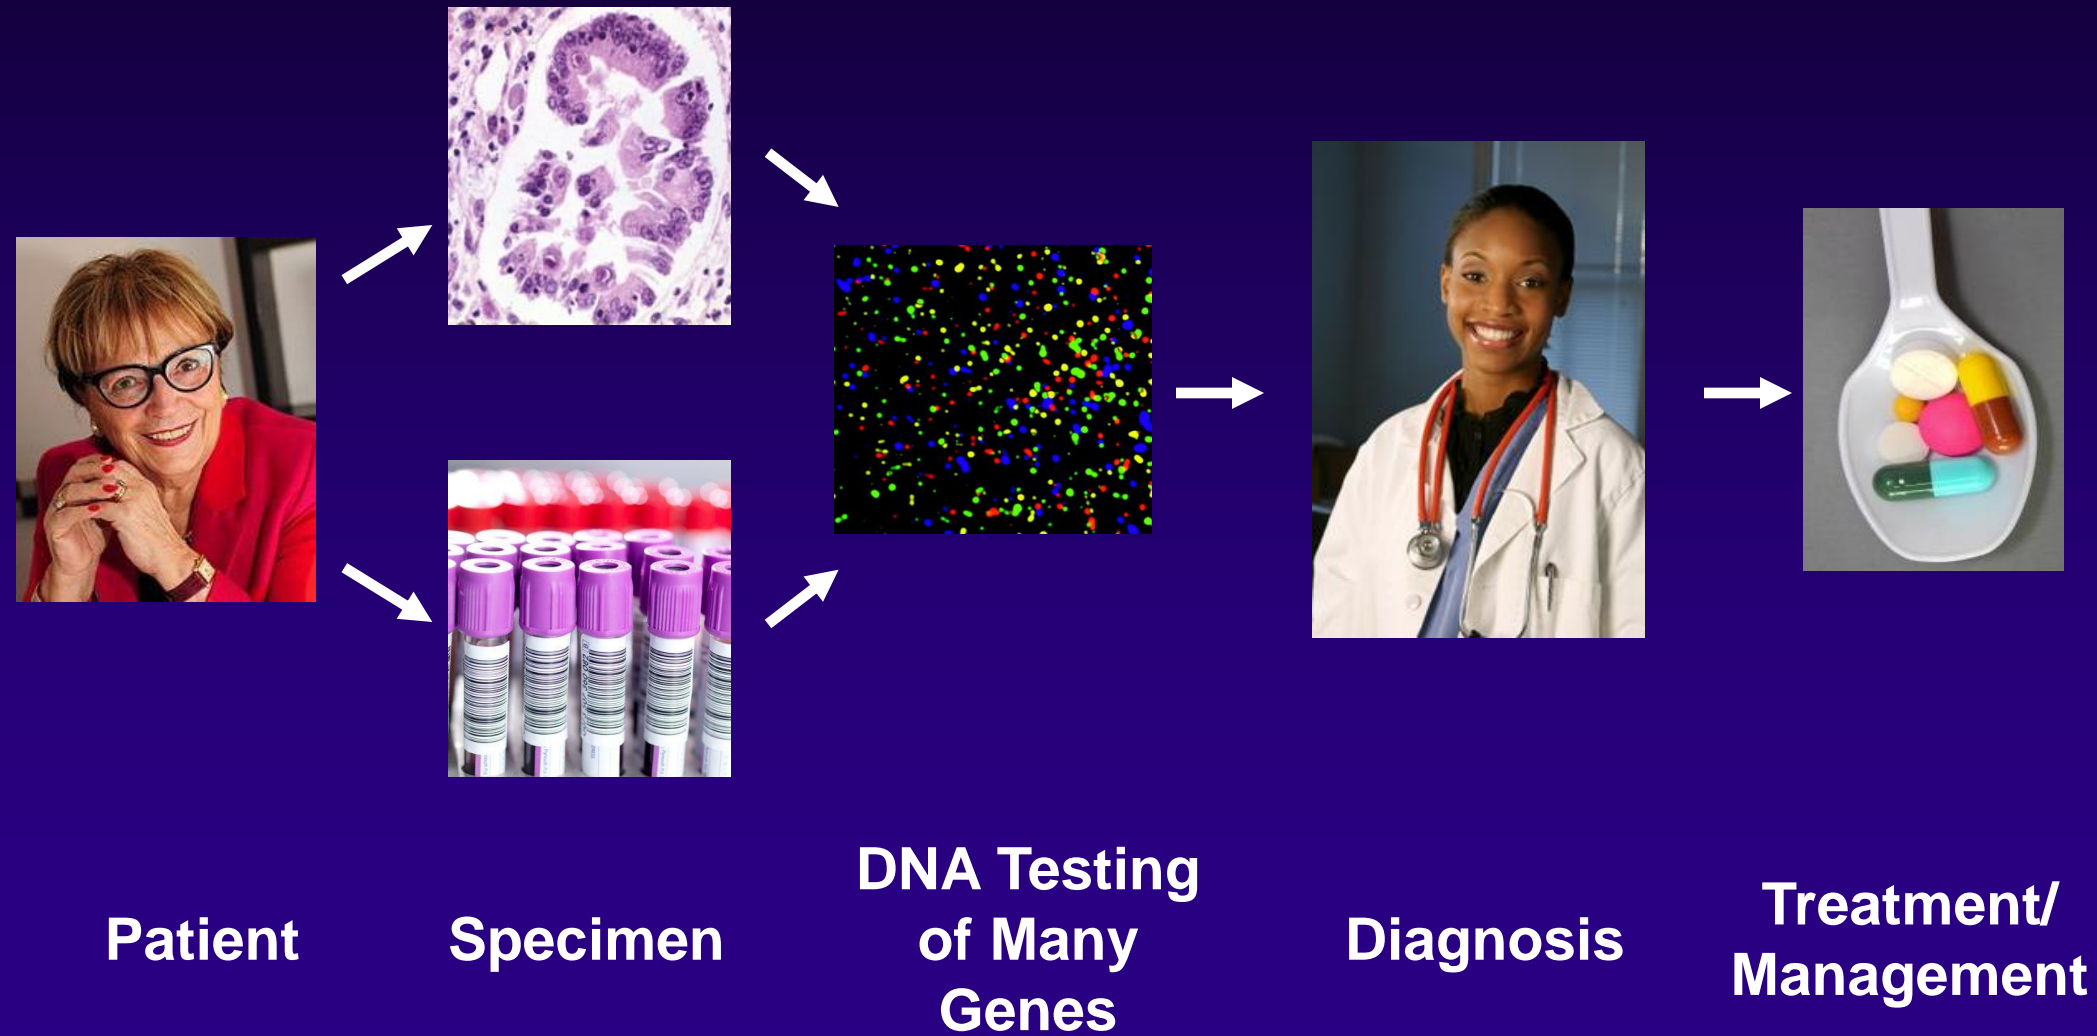 Patient
Specimen
DNA Testing
of Many
Genes
Diagnosis
Treatment/
Management